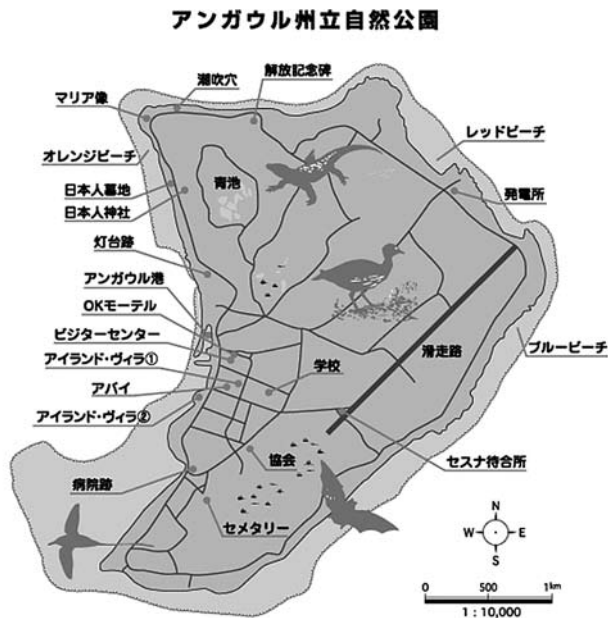 アンガウル州立自然公園
潮吹穴
解放記念碑
マリア像
レッドビーチ
オレンジビーチ
青池
日本人墓地
発電所
日本人神社
灯台跡
アンガウル港
OKモーテル
ビジターセンター
アイランド・ヴィラ①
学校
滑走路
ブルービーチ
アバイ
アイランド・ヴィラ②
協会
セスナ待合所
病院跡
セメタリー
N
W E
S
0 500 1km
1 : 10,000